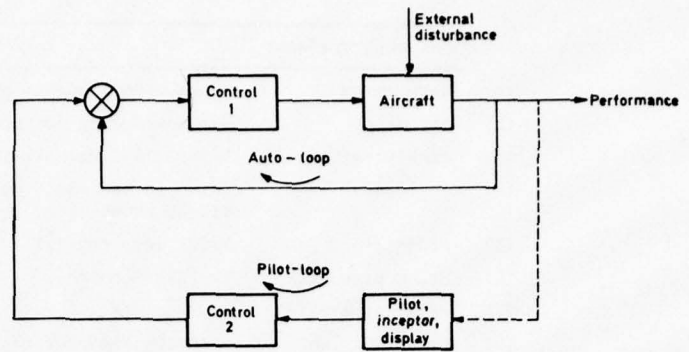 External
disturbance
Control
1
Aircraft
Performance
Auto - loop
Pilot-loop
Control
2
Pilot,
inceptor,
display